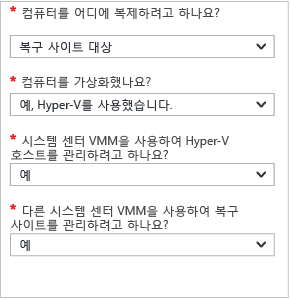 * 컴퓨터를 어디에 복제하려고 하나요?
복구 사이트 대상
* 컴퓨터를 가상화했나요?
예, Hyper-V를 사용했습니다.
* 시스템 센터 VMM을 사용하여 Hyper-V
호스트를 관리하려고 하나요?
예
* 다른 시스템 센터 VMM을 사용하여 복구
사이트를 관리하려고 하나요?
예